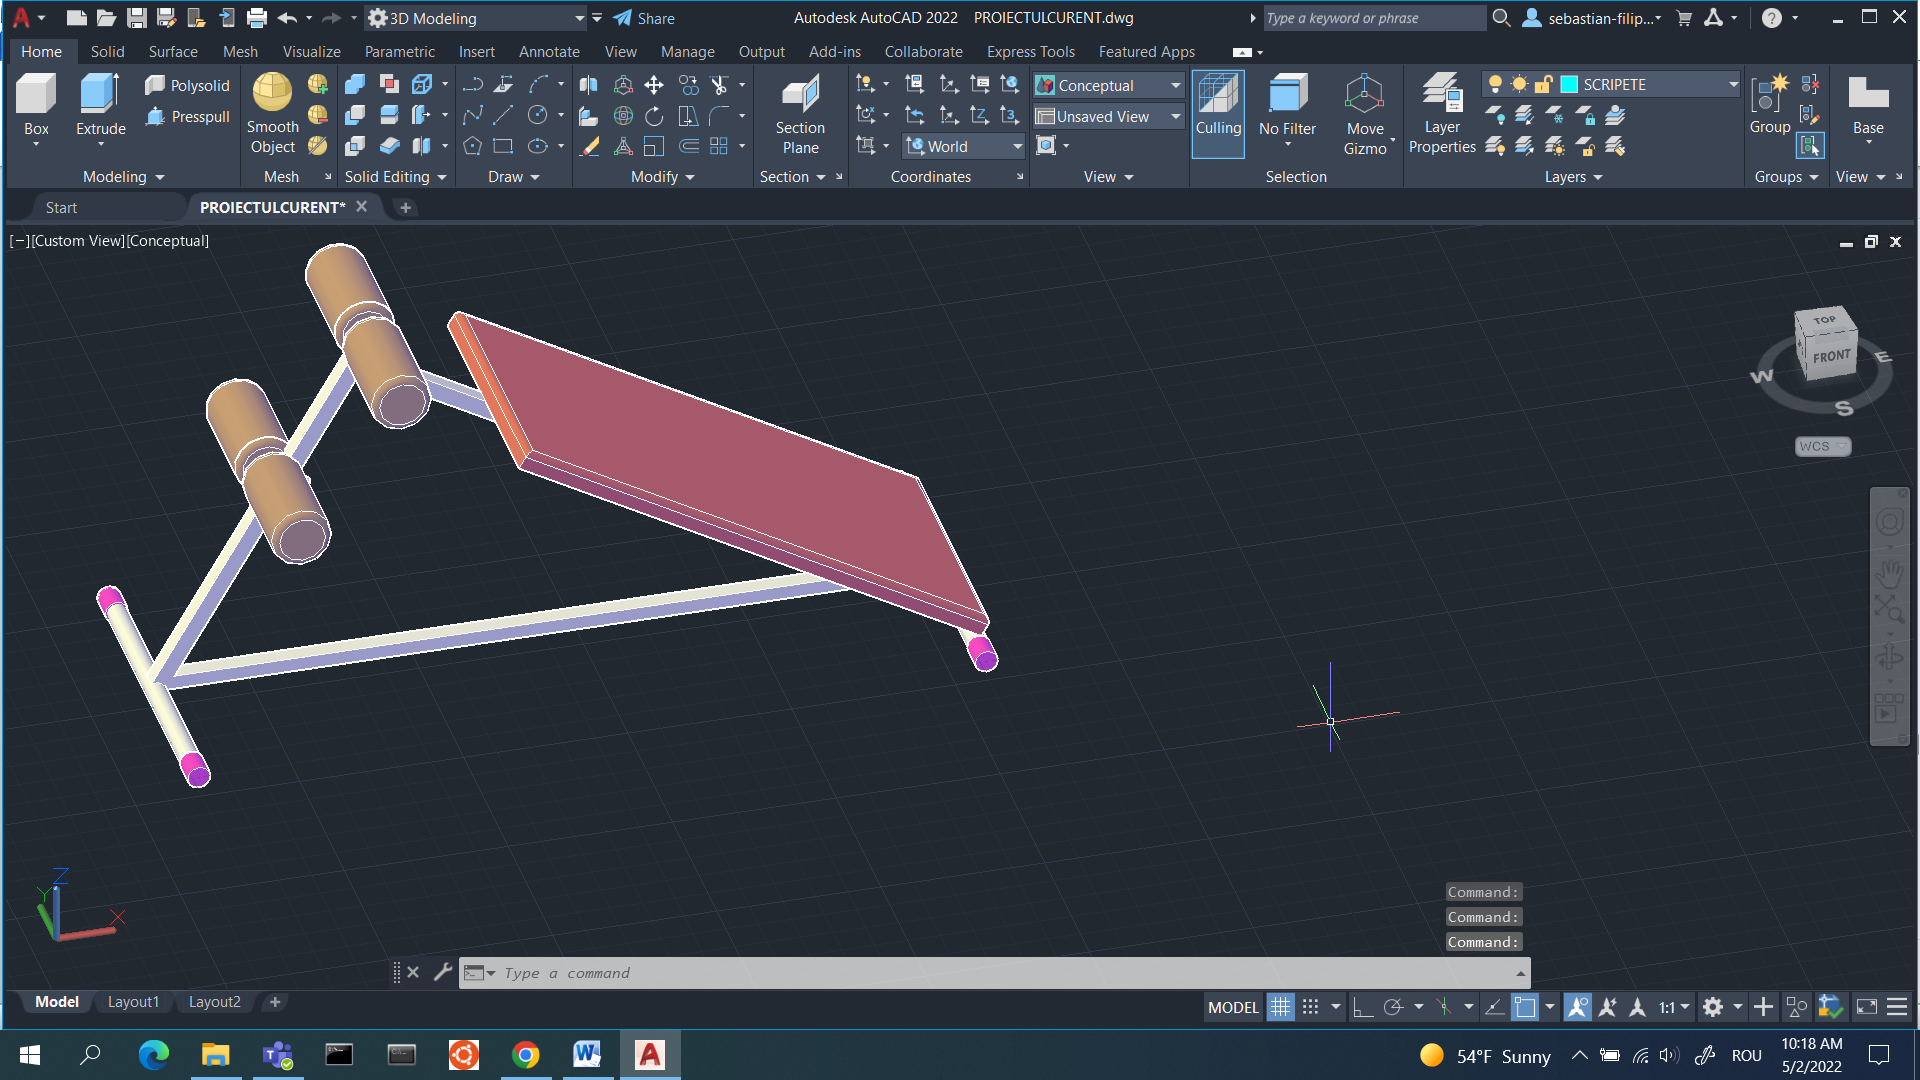 3D Modeling
Share
Autodesk AutoCAD 2022 PROIECTULCURENT.dwg
Type a keyword or phrase
sebastian-filip...
Home Solid Surface Mesh Visualize Parametric Insert Annotate View Manage Output Add-ins Collaborate Express Tools Featured Apps
Box
Extrude
Polysolid
Presspull
Smooth
Object
Section
Plane
World
Conceptual
Unsaved View
Culling
No Filter
Move
Gizmo
Layer
Properties
SCRIPETE
Group
Base
Modeling Mesh Solid Editing Draw Modify Section Coordinates View Selection Layers Groups View
Start
PROIECTULCURENT*
[−][Custom View][Conceptual]
TOP
FRONT
W
E
S
WCS
Z
Y
X
Command:
Command:
Command:
Type a command
Model Layout1 Layout2
MODEL
1:1
54°F Sunny
ROU
10:18 AM
5/2/2022